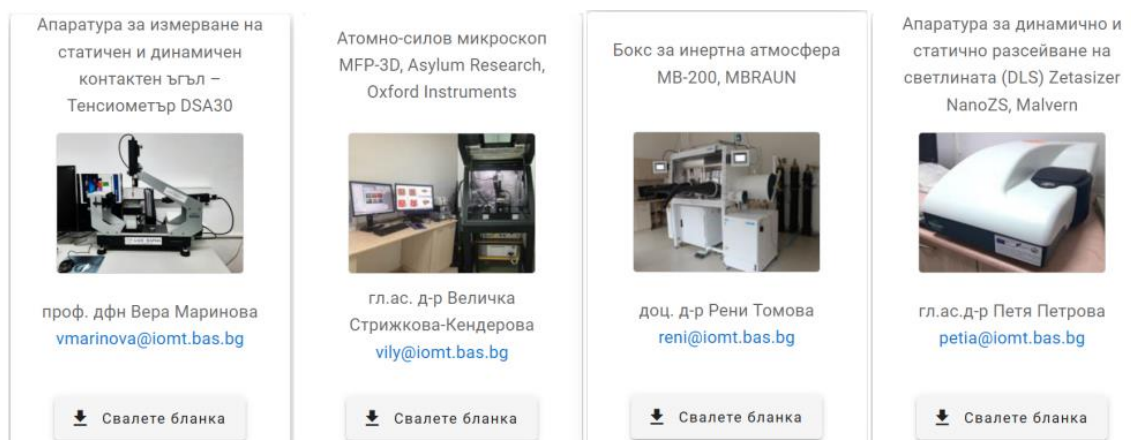 Апаратура за измерване на
статичен и динамичен
контактен ъгъл –
Тенсиометър DSA30
проф. дфн Вера Маринова
vmarinova@iomt.bas.bg
Свалете бланка
Атомно-силов микроскоп
MFP-3D, Asylum Research,
Oxford Instruments
гл.ас. д-р Величка
Стрижкова-Кендерова
vily@iomt.bas.bg
Свалете бланка
Бокс за инертна атмосфера
MB-200, MBRAUN
доц. д-р Рени Томова
reni@iomt.bas.bg
Свалете бланка
Апаратура за динамично и
статично разсейване на
светлината (DLS) Zetasizer
NanoZS, Malvern
гл.ас.д-р Петя Петрова
petia@iomt.bas.bg
Свалете бланка